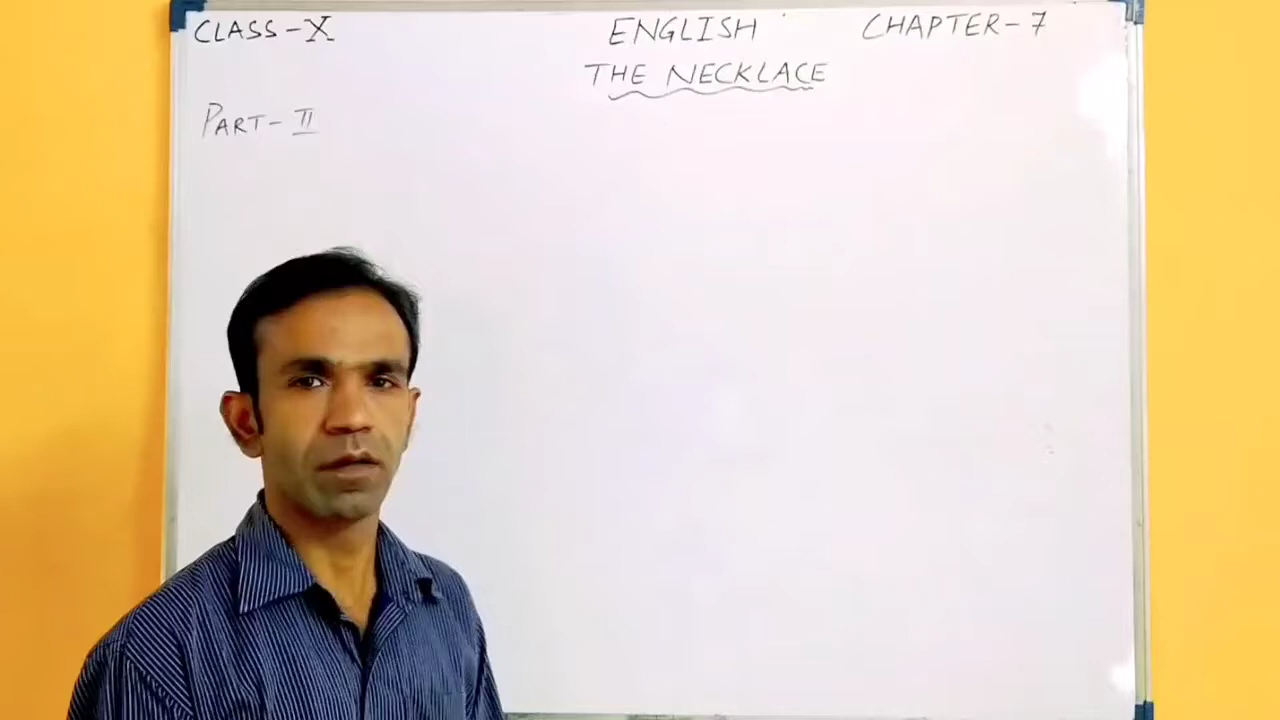 CLASS-X ENGLISH CHAPTER-7
THE NECKLACE
PART-II